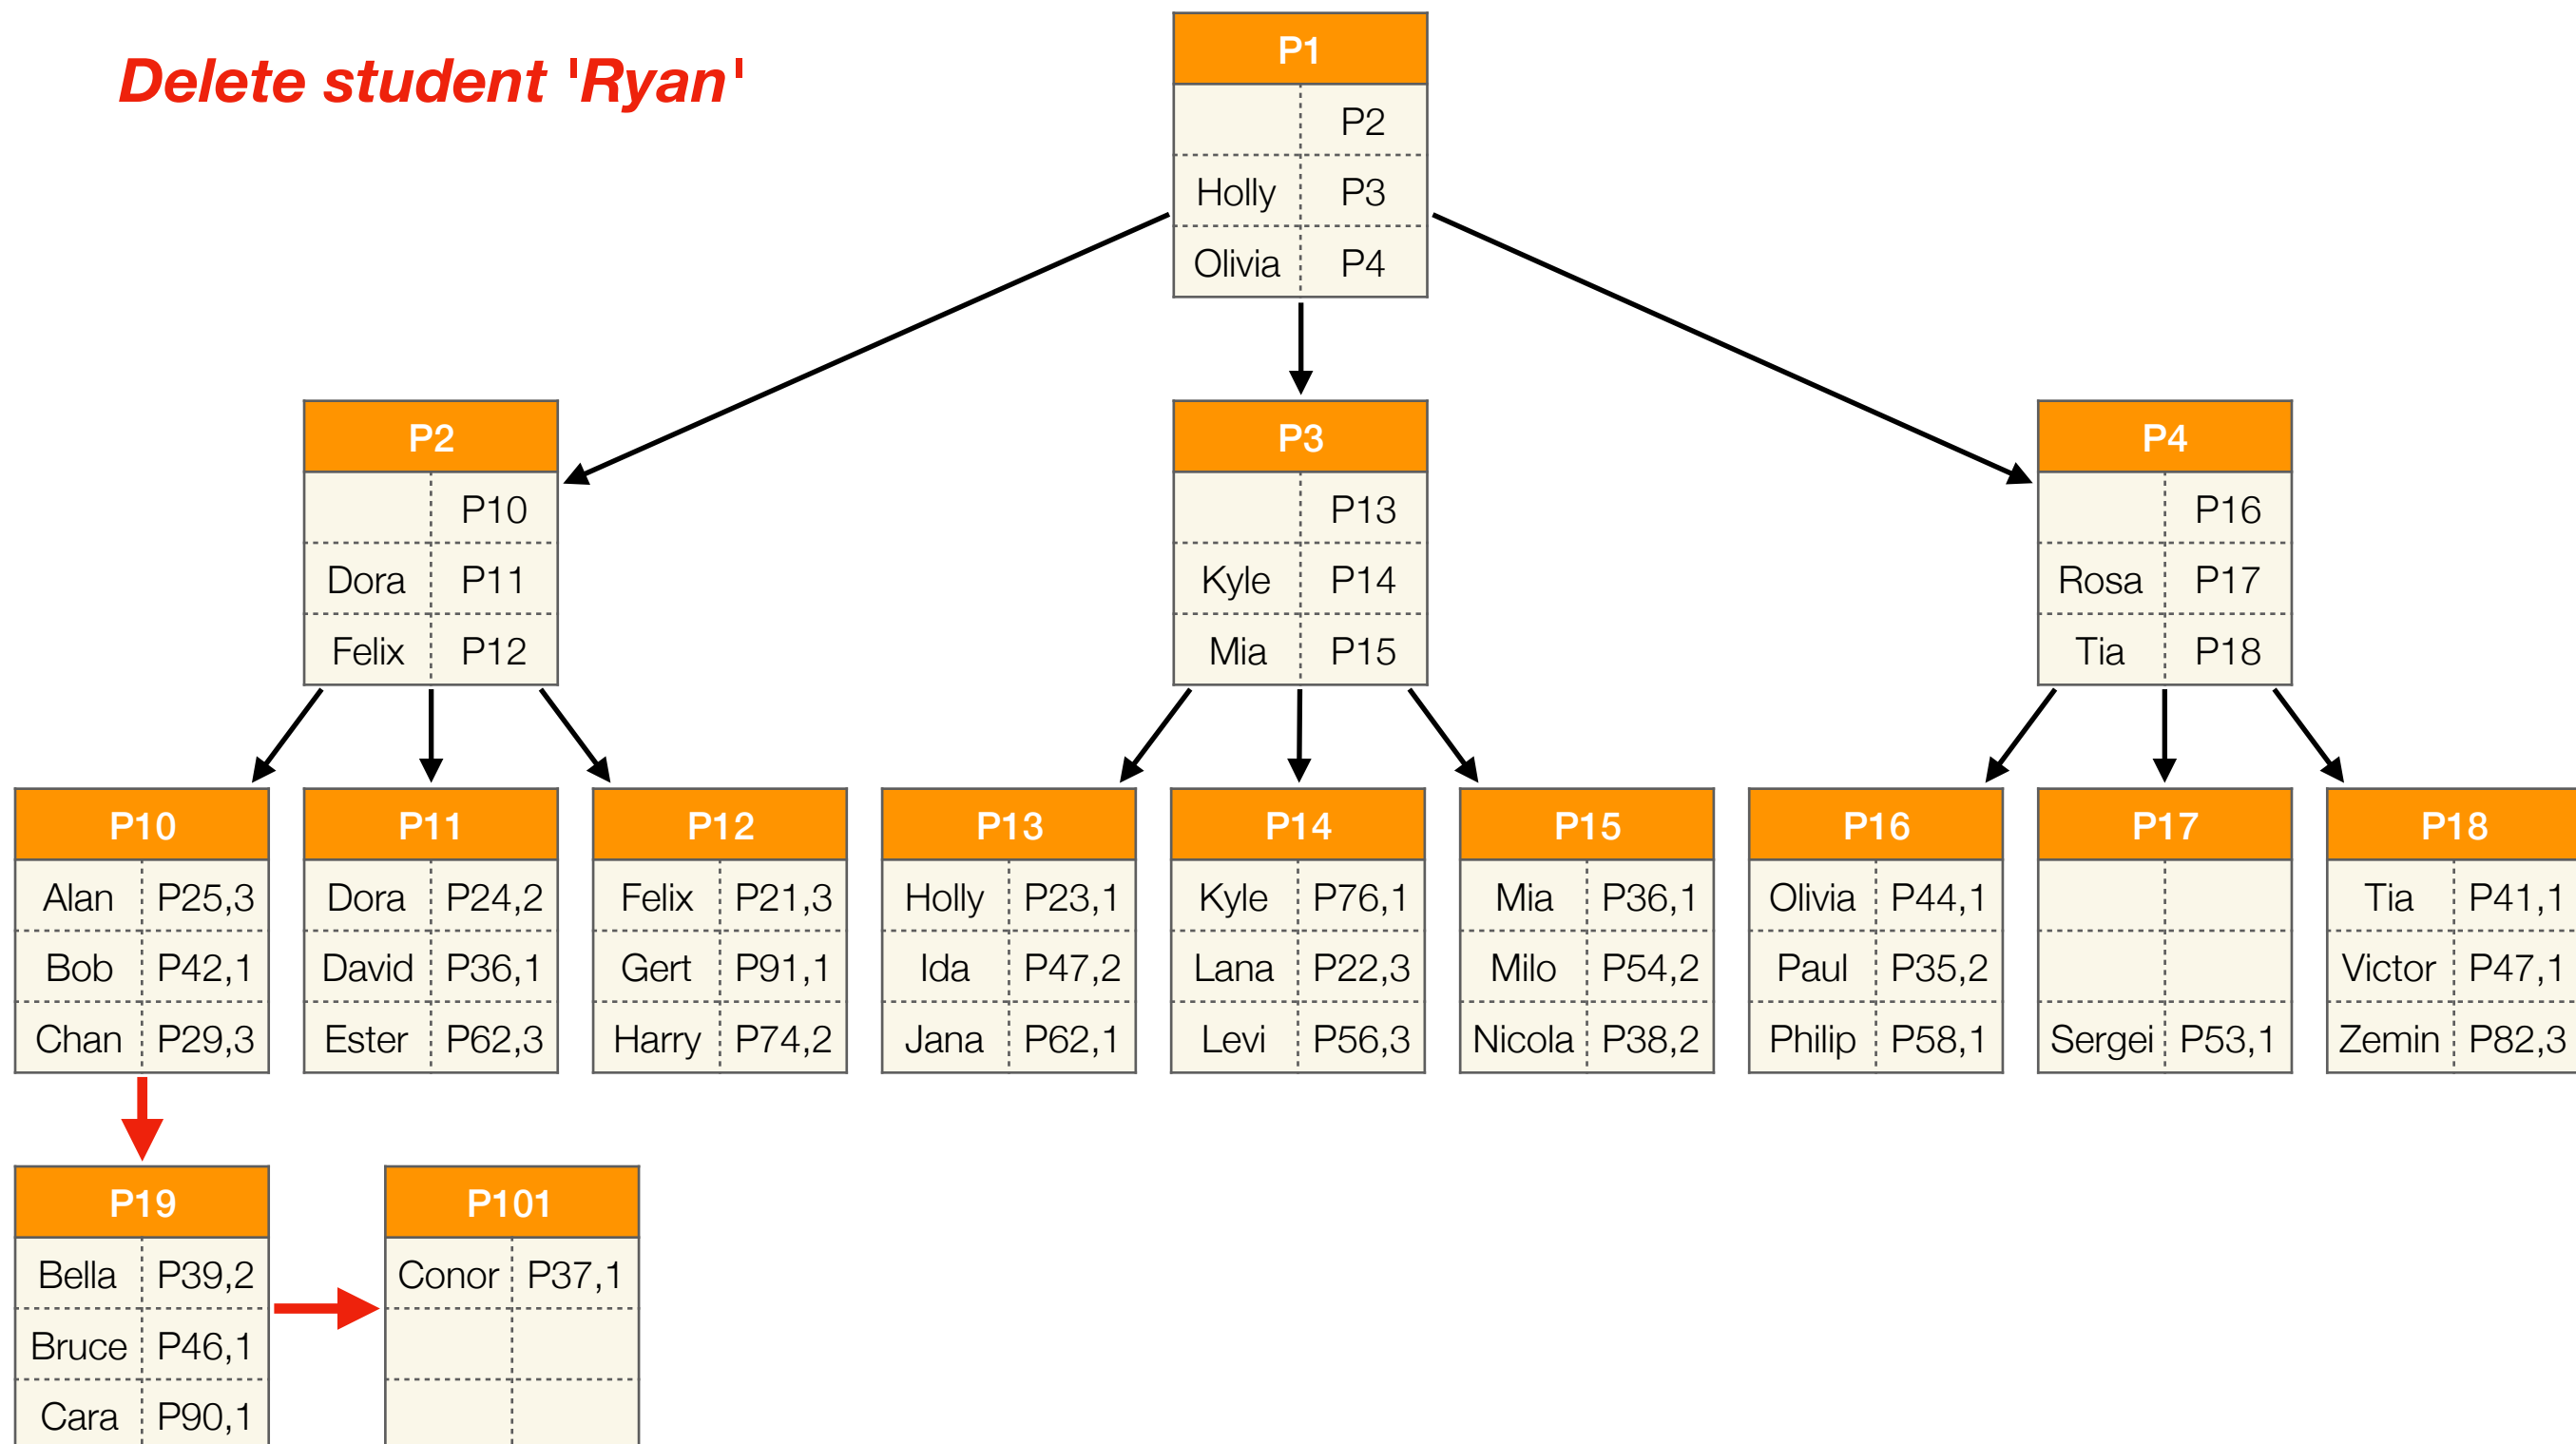 Delete student 'Ryan'
P1
P2
Holly P3
Olivia P4
P2
P10
Dora P11
Felix P12
P3
P13
Kyle P14
Mia P15
P4
P16
Rosa P17
Tia P18
P10
Alan P25,3
Bob P42,1
Chan P29,3
P11
Dora P24,2
David P36,1
Ester P62,3
P12
Felix P21,3
Gert P91,1
Harry P74,2
P13
Holly P23,1
Ida P47,2
Jana P62,1
P14
Kyle P76,1
Lana P22,3
Levi P56,3
P15
Mia P36,1
Milo P54,2
Nicola P38,2
P16
Olivia P44,1
Paul P35,2
Philip P58,1
P17
Sergei P53,1
P18
Tia P41,1
Victor P47,1
Zemin P82,3
P19
Bella P39,2
Bruce P46,1
Cara P90,1
P101
Conor P37,1